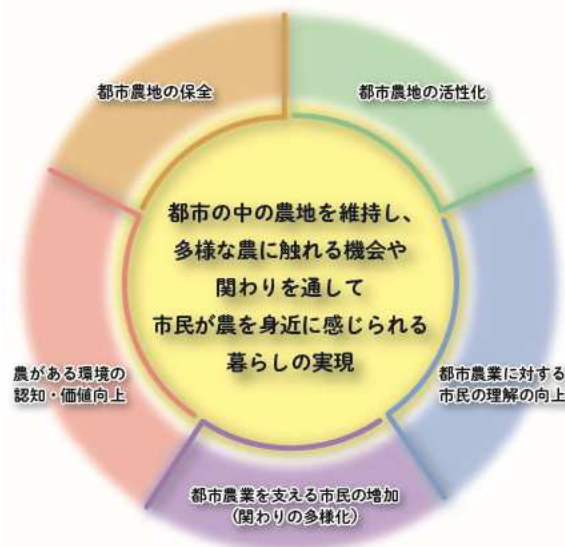 都市農地の保全
都市農地の活性化
都市の中の農地を維持し、
多様な農に触れる機会や
関わりを通して
市民が農を身近に感じられる
暮らしの実現
農がある環境の
認知・価値向上
都市農業に対する
市民の理解の向上
都市農業を支える市民の増加
(関わりの多様化)